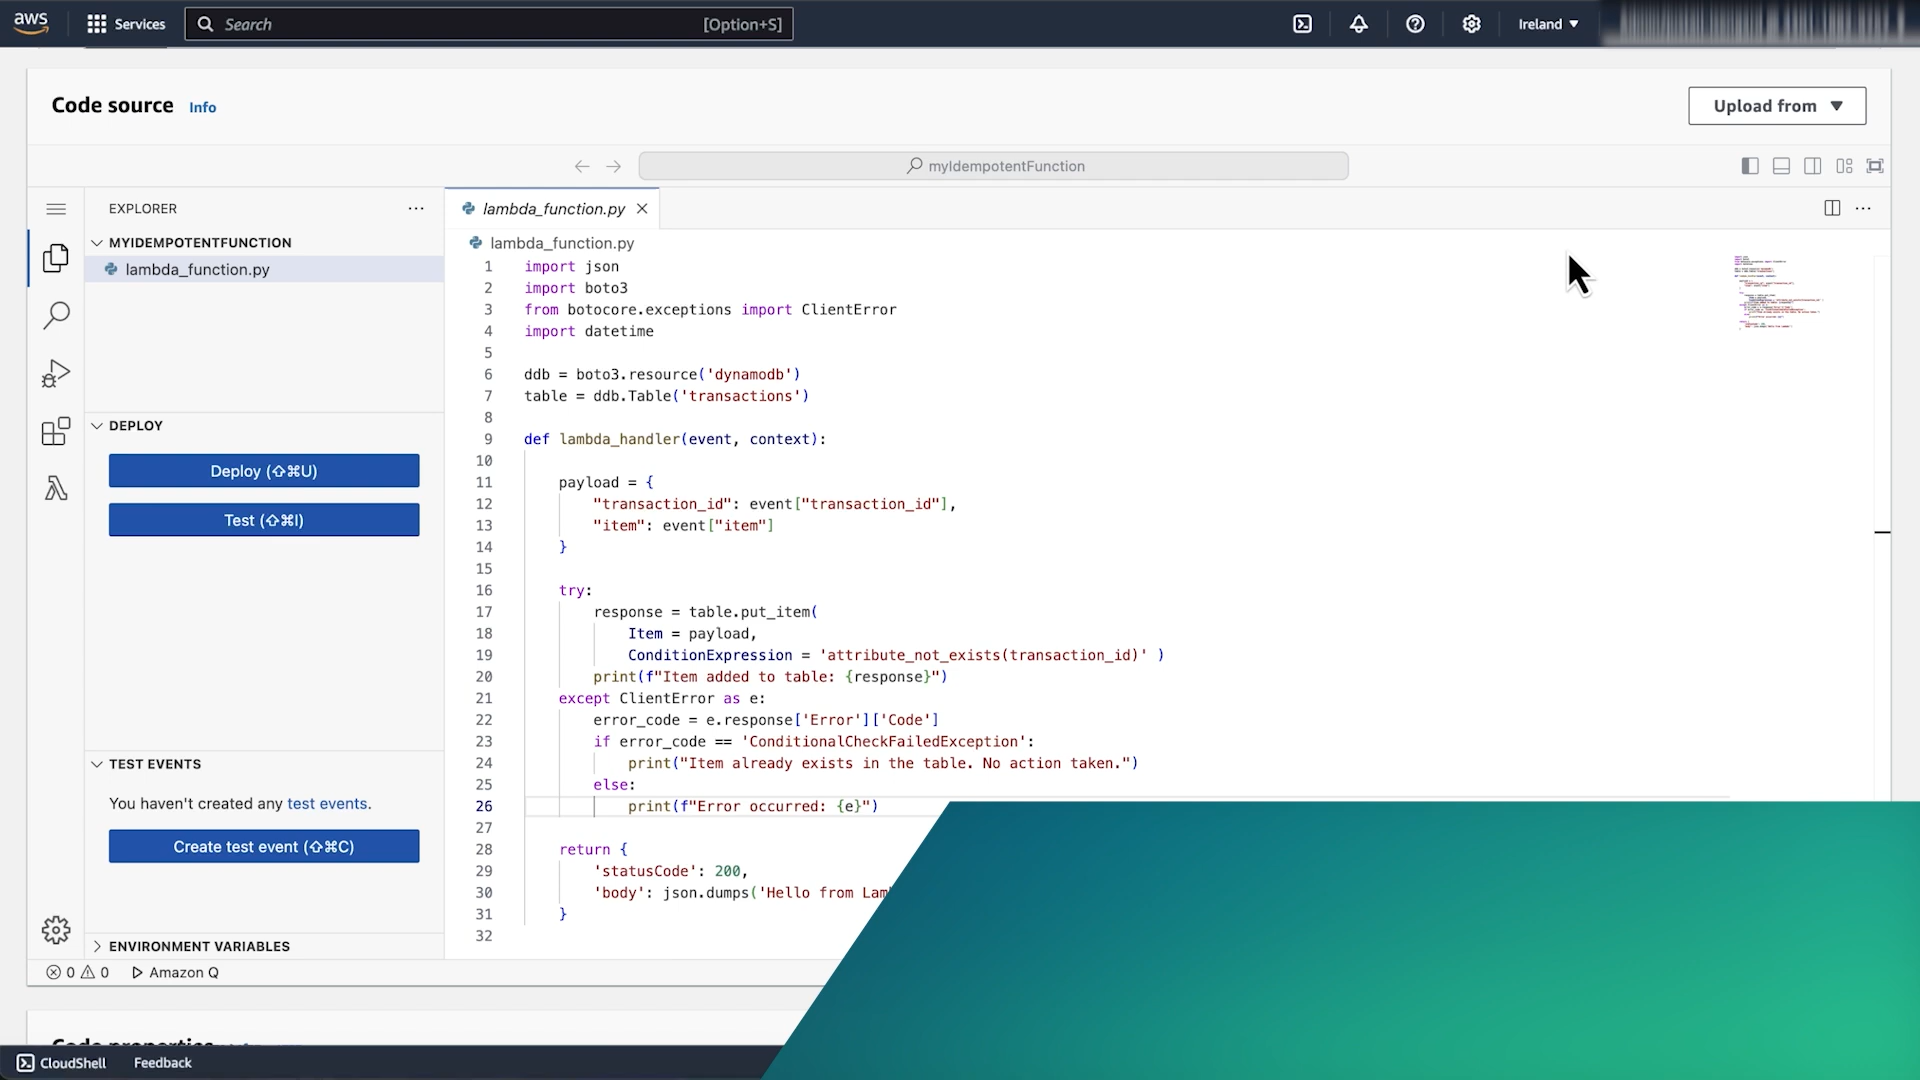 aws
Services
Search
[Option+S]
Ireland
Code source Info
Upload from
myIdempotentFunction
EXPLORER
MYIDEMPOTENTFUNCTION
lambda_function.py
DEPLOY
Deploy (⇧⌘U)
Test (⇧⌘I)
TEST EVENTS
You haven't created any test events.
Create test event (⇧⌘C)
ENVIRONMENT VARIABLES
lambda_function.py
lambda_function.py
1 import json
2 import boto3
3 from botocore.exceptions import ClientError
4 import datetime
5
6 ddb = boto3.resource('dynamodb')
7 table = ddb.Table('transactions')
8
9 def lambda_handler(event, context):
10
11 payload = {
12 "transaction_id": event["transaction_id"],
13 "item": event["item"]
14 }
15
16 try:
17 response = table.put_item(
18 Item = payload,
19 ConditionExpression = 'attribute_not_exists(transaction_id)' )
20 print(f"Item added to table: {response}")
21 except ClientError as e:
22 error_code = e.response['Error']['Code']
23 if error_code == 'ConditionalCheckFailedException':
24 print("Item already exists in the table. No action taken.")
25 else:
26 print(f"Error occurred: {e}")
27
28 return {
29 'statusCode': 200,
30 'body': json.dumps('Hello from Lam
31 }
32
0 0 Amazon Q
Code properties
CloudShell Feedback